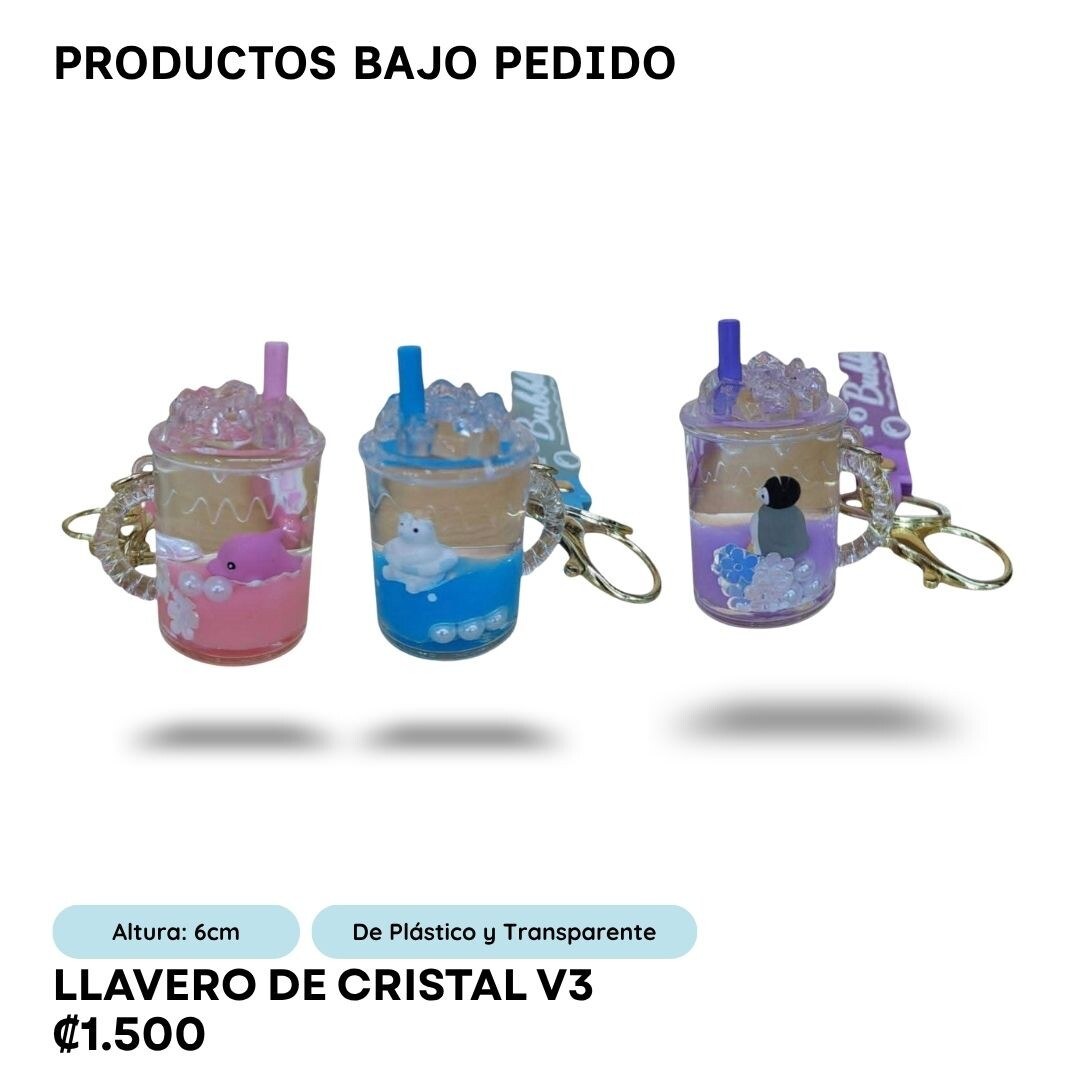 PRODUCTOS BAJO PEDIDO
Altura: 6cm
De Plástico y Transparente
LLAVERO DE CRISTAL V3
₡1.500